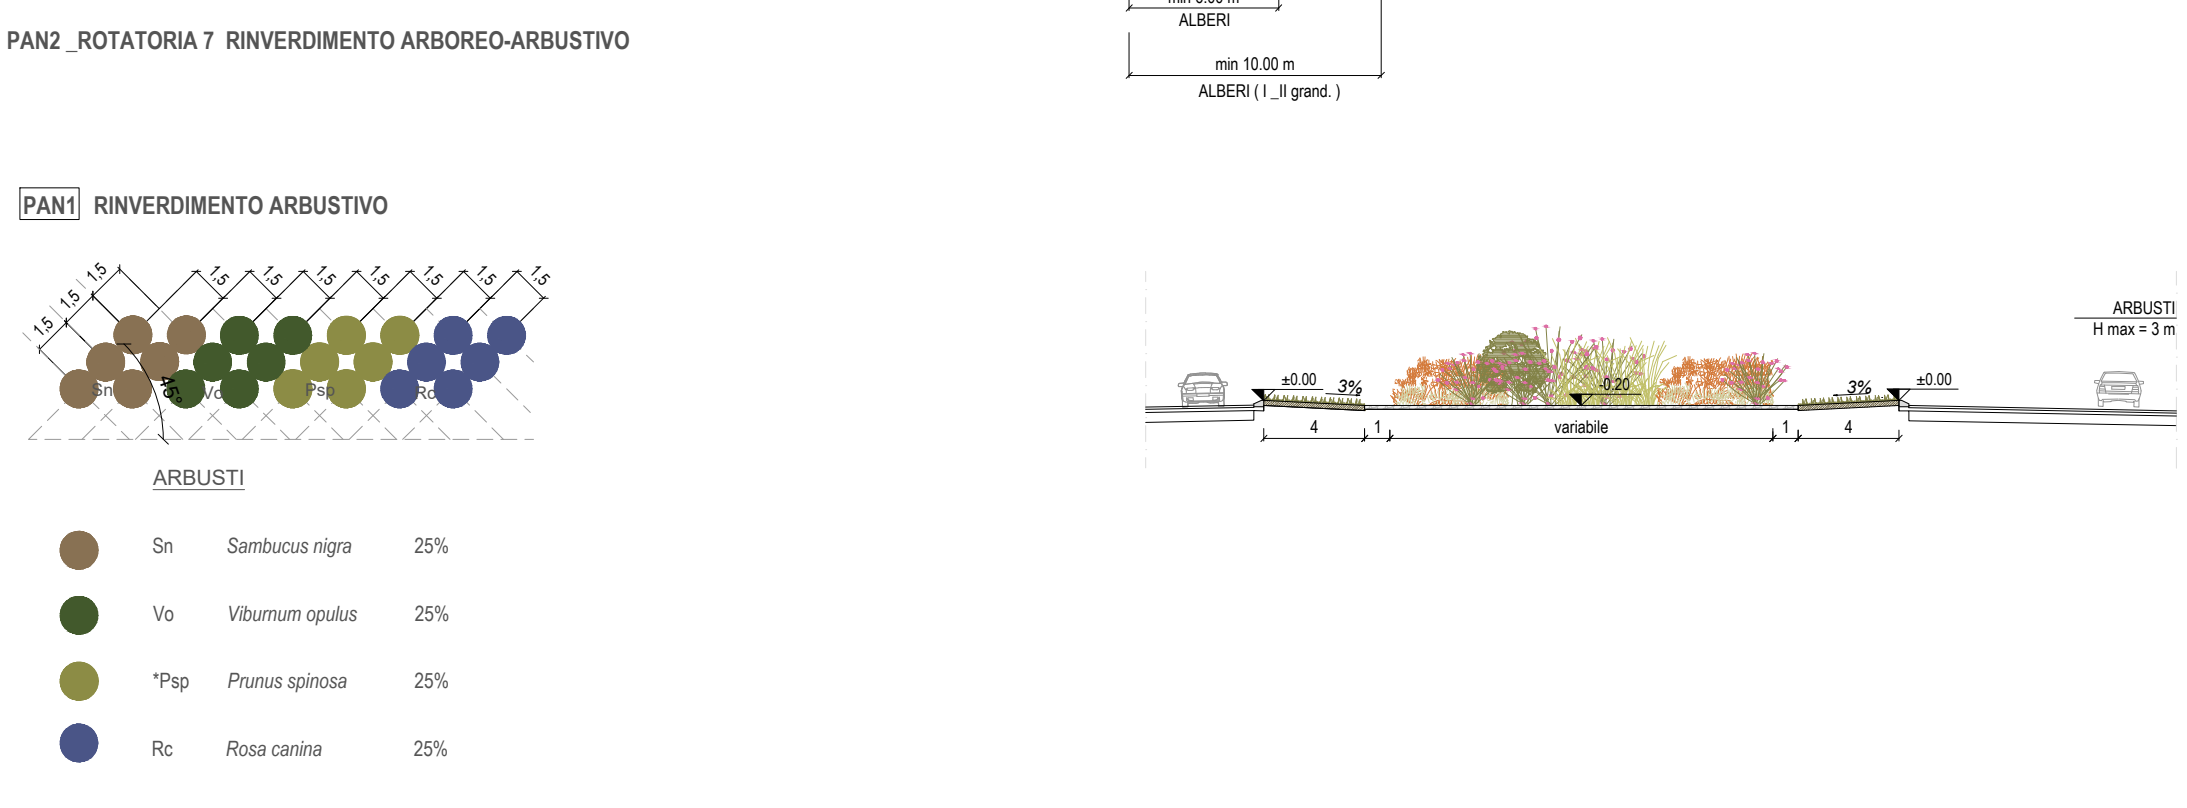 ALBERI
PAN2 _ROTATORIA 7 RINVERDIMENTO ARBOREO-ARBUSTIVO
min 10.00 m
ALBERI ( I _II grand. )
PAN1 RINVERDIMENTO ARBUSTIVO
1,5 1,5 1,5
1,5 1,5 1,5 1,5 1,5 1,5 1,5
45°
Sn Vo Psp Rc
ARBUSTI
Sn Sambucus nigra 25%
Vo Viburnum opulus 25%
*Psp Prunus spinosa 25%
Rc Rosa canina 25%
ARBUSTI
H max = 3 m
±0.00 3% -0.20 3% ±0.00
4 1 variabile 1 4